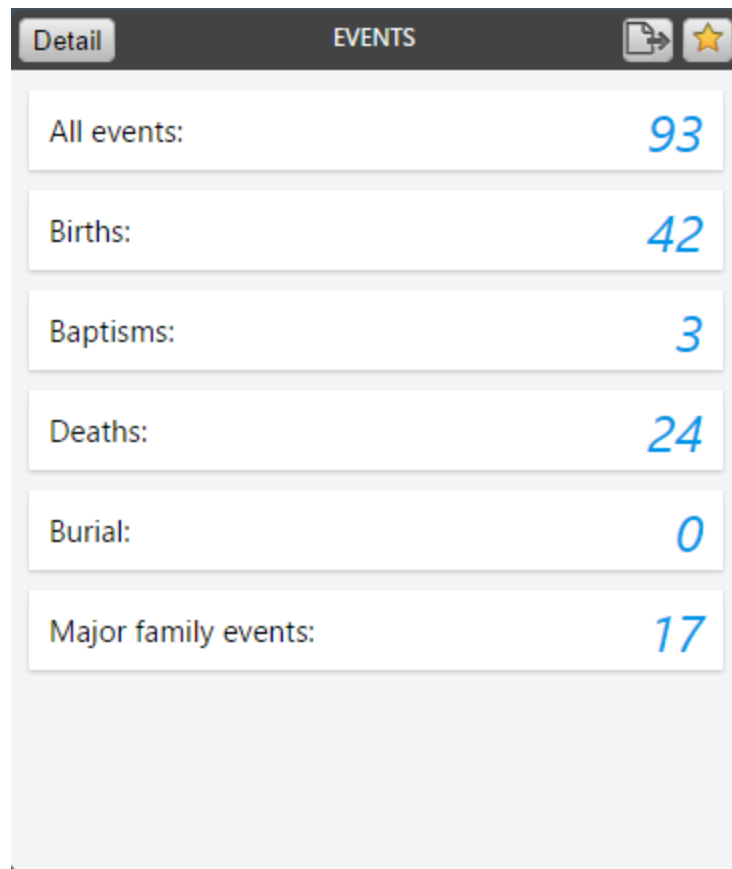 Detail EVENTS
All events: 93
Births: 42
Baptisms: 3
Deaths: 24
Burial: 0
Major family events: 17